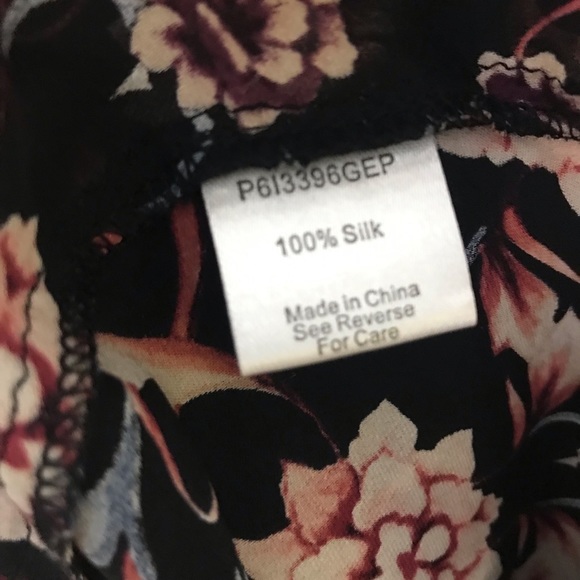 P6I3396GEP
100% Silk
Made in China
See Reverse
For Care